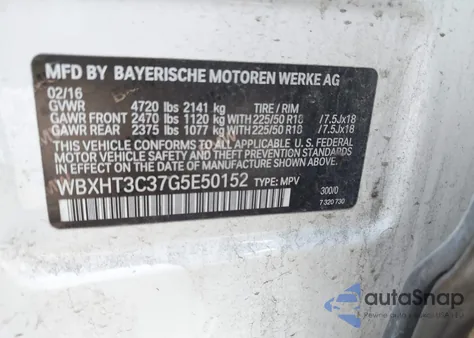 MFD BY BAYERISCHE MOTOREN WERKE AG
02/16
GVWR 4720 lbs 2141 kg TIRE / RIM
GAWR FRONT 2470 lbs 1120 kg WITH 225/50 R18 /7.5Jx18
GAWR REAR 2375 lbs 1077 kg WITH 225/50 R18 /7.5Jx18
THIS VEHICLE CONFORMS TO ALL APPLICABLE U.S. FEDERAL
MOTOR VEHICLE SAFETY, BUMPER, AND THEFT PREVENTION
STANDARDS IN EFFECT ON THE DATE OF MANUFACTURE SHOWN ABOVE.
WBXHT3C37G5E50152 TYPE: MPV
300/0
7 320 730
autoSnap